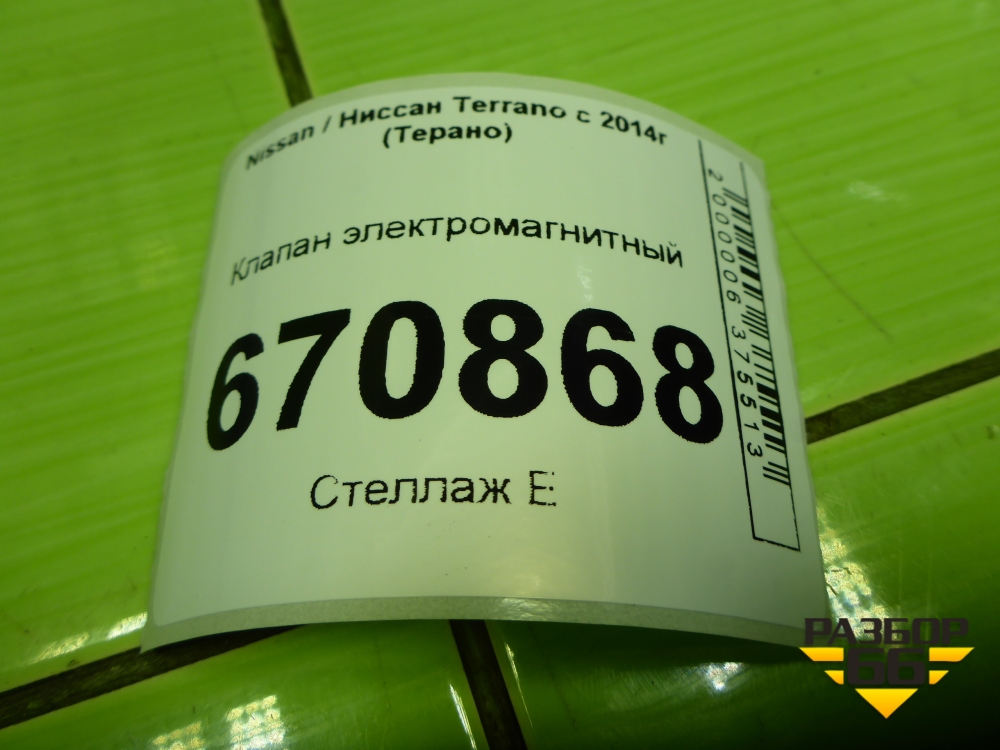 Nissan / Ниссан Terrano с 2014г
(Терано)
Клапан электромагнитный
670868
Стеллаж Е
2000006375513
РАЗБОР
66